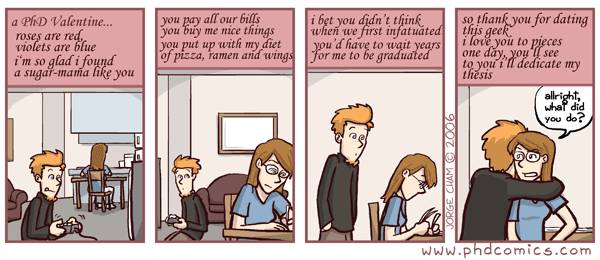 a PhD Valentine...
roses are red,
violets are blue
i'm so glad i found
a sugar-mama like you
you pay all our bills
you buy me nice things
you put up with my diet
of pizza, ramen and wings
i bet you didn't think
when we first infatuated
you'd have to wait years
for me to be graduated
so thank you for dating
this geek
i love you to pieces
one day, you'll see
to you i'll dedicate my
thesis
allright,
what did
you do?
JORGE CHAM © 2006
www.phdcomics.com